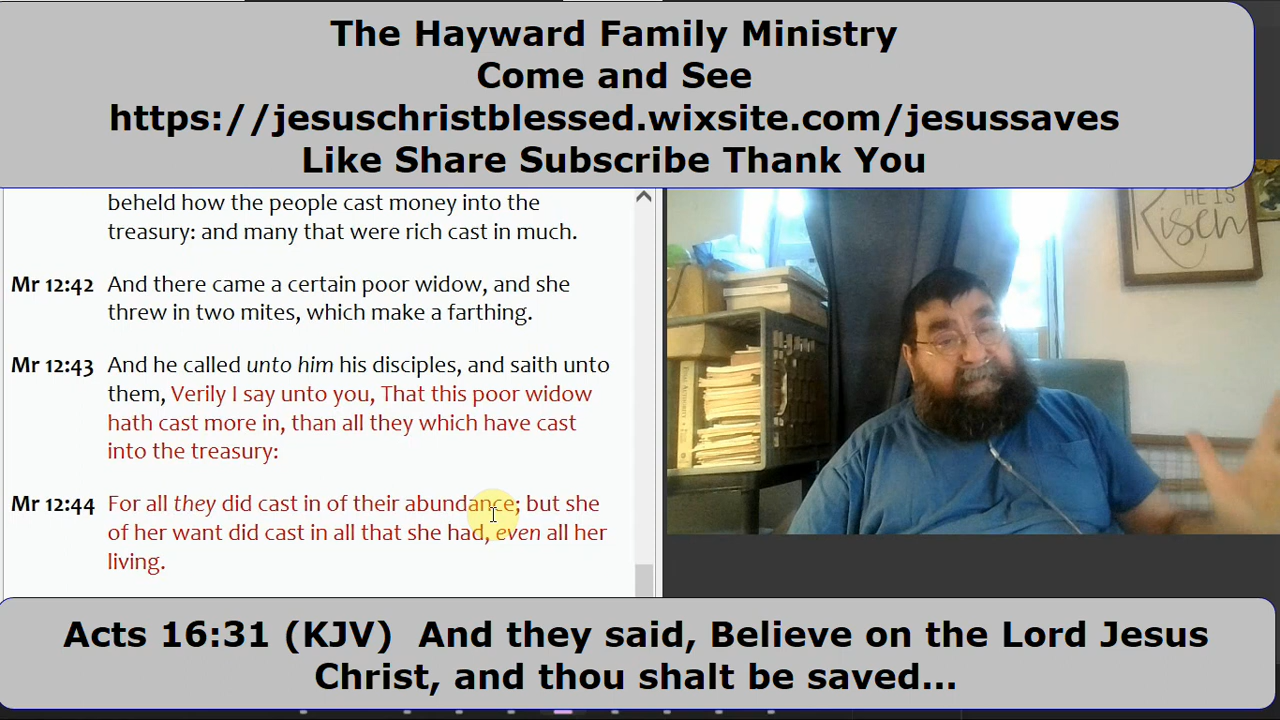 The Hayward Family Ministry
Come and See
https://jesuschristblessed.wixsite.com/jesussaves
Like Share Subscribe Thank You
beheld how the people cast money into the
treasury: and many that were rich cast in much.
Mr 12:42 And there came a certain poor widow, and she
threw in two mites, which make a farthing.
Mr 12:43 And he called unto him his disciples, and saith unto
them, Verily I say unto you, That this poor widow
hath cast more in, than all they which have cast
into the treasury:
Mr 12:44 For all they did cast in of their abundance; but she
of her want did cast in all that she had, even all her
living.
HE IS
Risen
Acts 16:31 (KJV) And they said, Believe on the Lord Jesus
Christ, and thou shalt be saved...